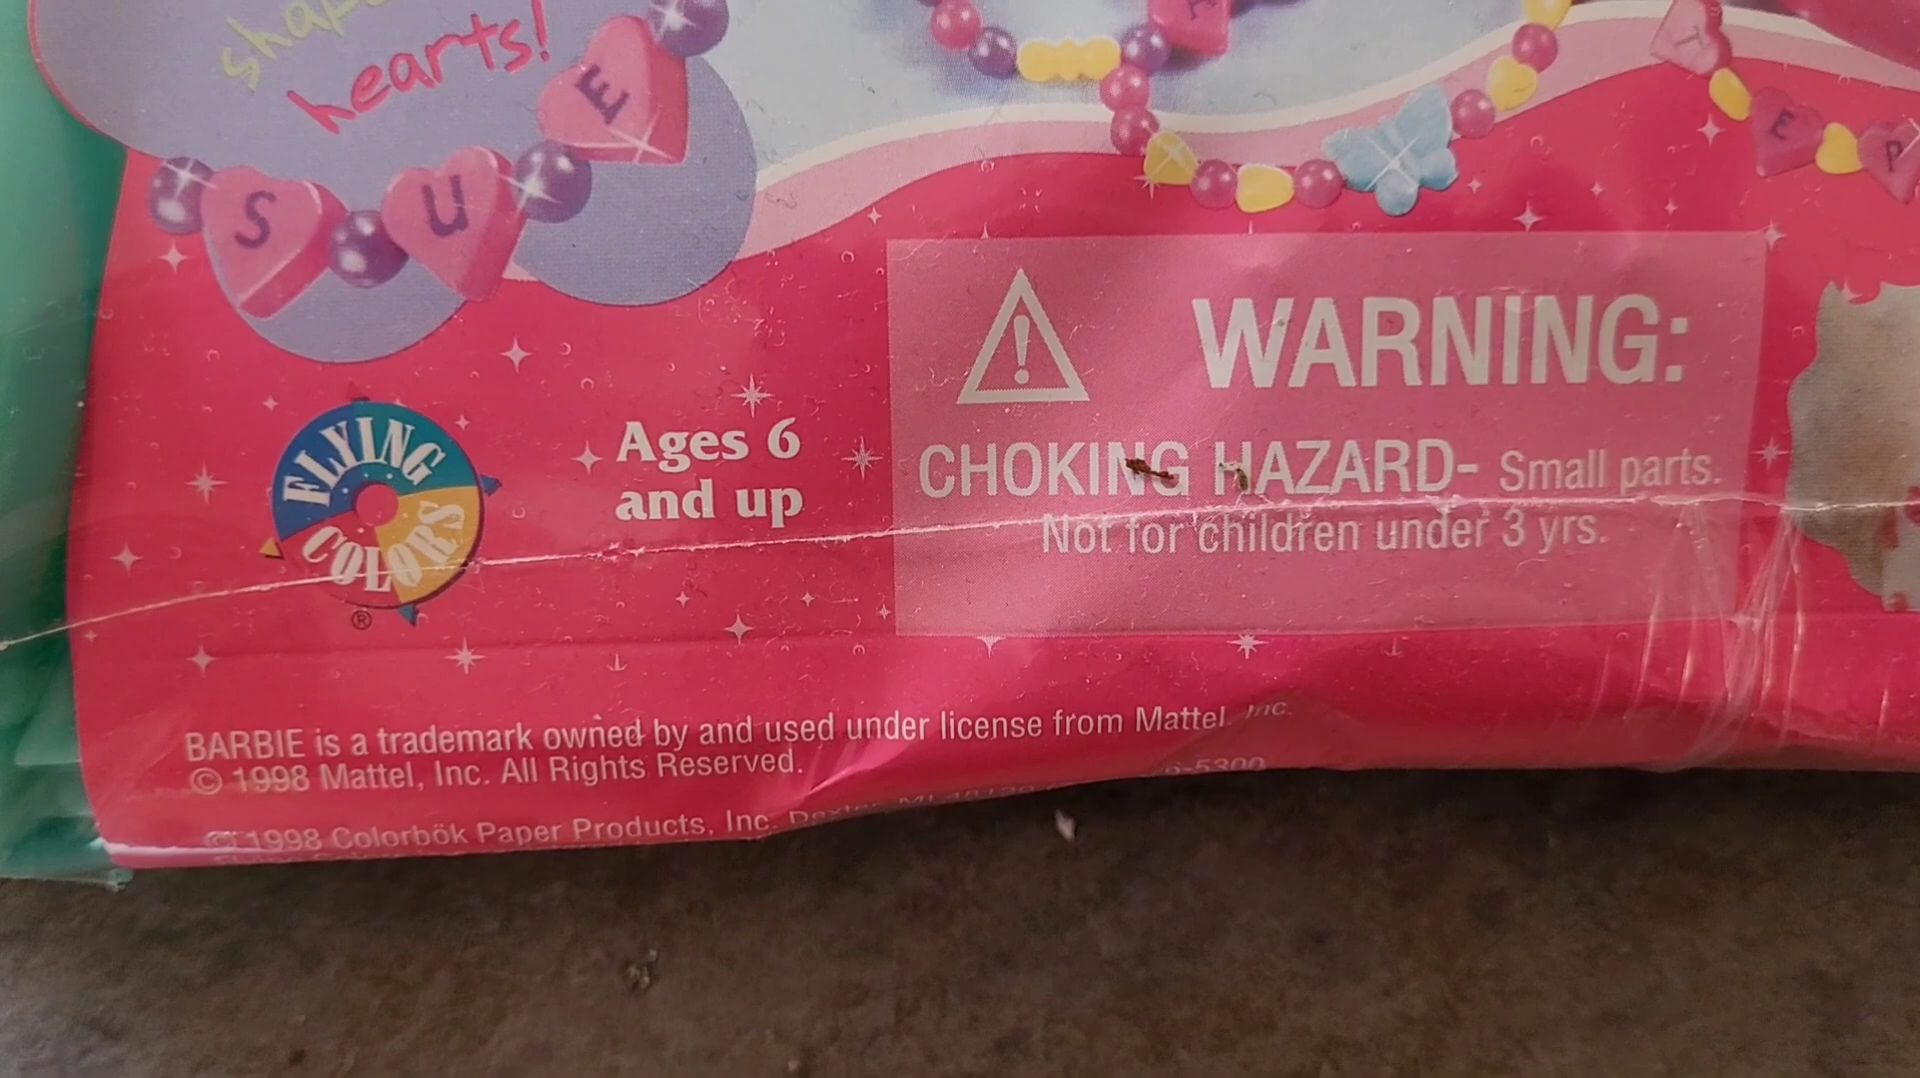 hearts!
S U E
E P
FLYING
COLORS
®
Ages 6
and up
WARNING:
CHOKING HAZARD- Small parts.
Not for children under 3 yrs.
BARBIE is a trademark owned by and used under license from Mattel, Inc.
© 1998 Mattel, Inc. All Rights Reserved.
© 1998 Colorbök Paper Products, Inc.